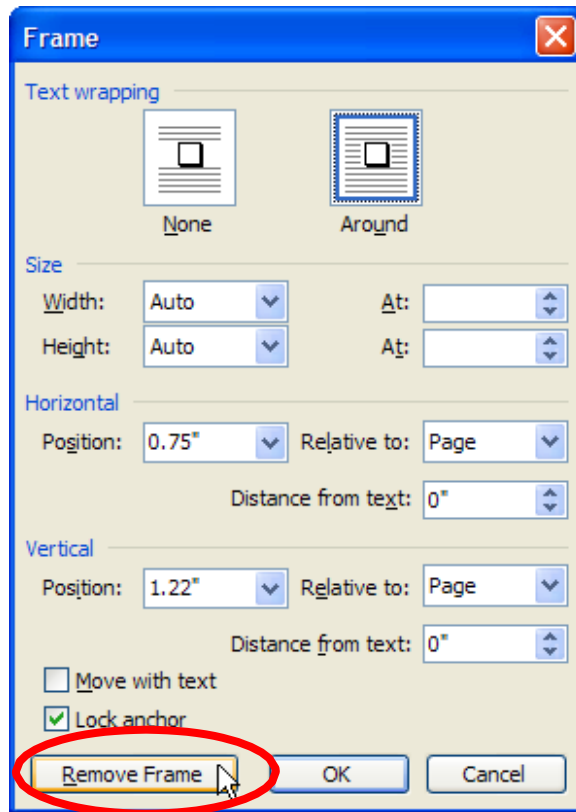 Frame
Text wrapping
None Around
Size
Width: Auto At:
Height: Auto At:
Horizontal
Position: 0.75" Relative to: Page
Distance from text: 0"
Vertical
Position: 1.22" Relative to: Page
Distance from text: 0"
Move with text
Lock anchor
Remove Frame OK Cancel